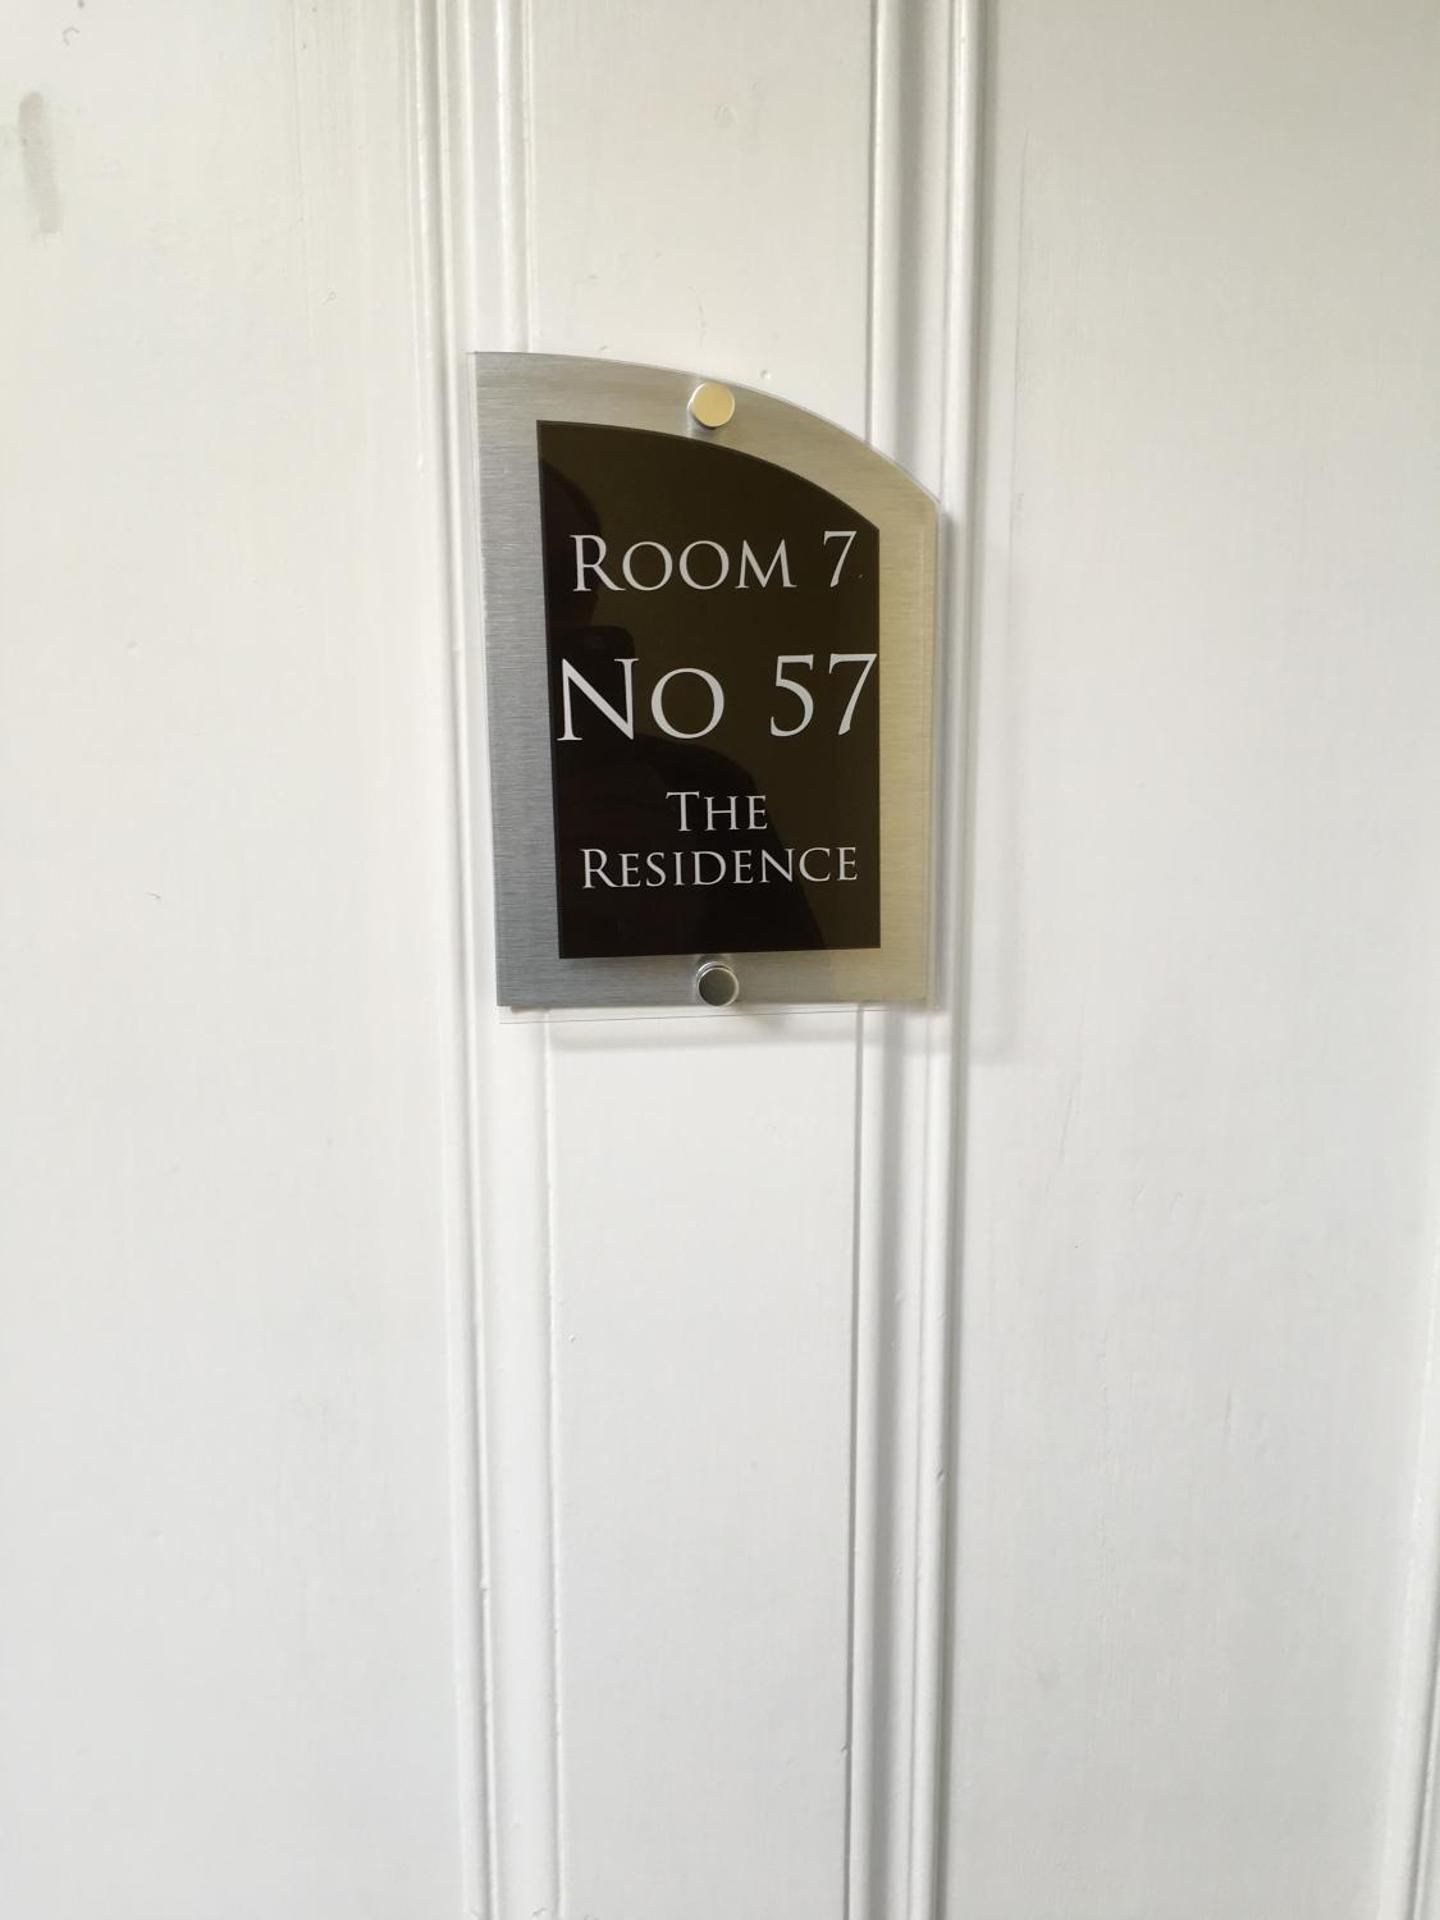 ROOM 7
NO 57
THE
RESIDENCE